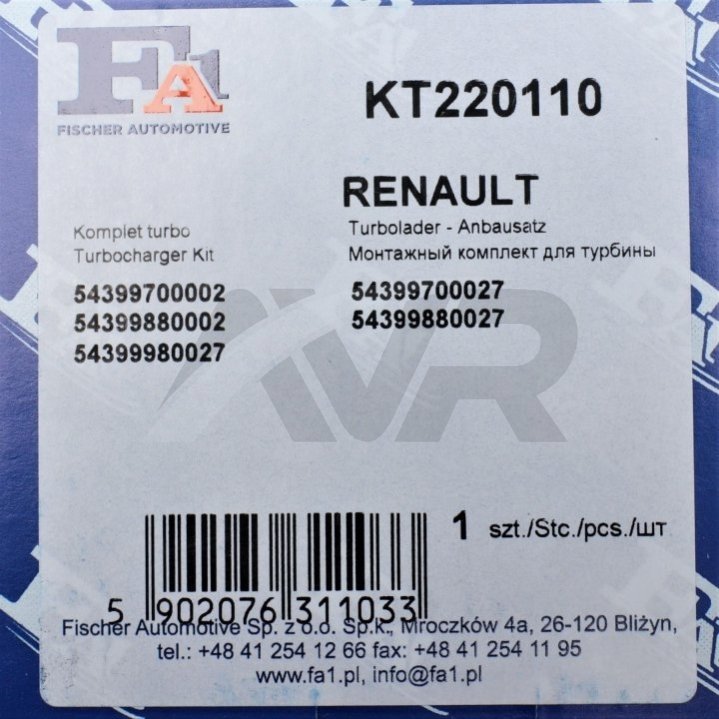 FA1
FISCHER AUTOMOTIVE
KT220110
RENAULT
Komplet turbo
Turbocharger Kit
Turbolader - Anbausatz
Монтажный комплект для турбины
54399700002
54399880002
54399980027
54399700027
54399880027
AVR
1 szt./Stc./pcs./шт
5 902076 311033
Fischer Automotive Sp. z o.o. Sp.k., Mroczków 4a, 26-120 Bliżyn,
tel.: +48 41 254 12 66 fax: +48 41 254 11 95
www.fa1.pl, info@fa1.pl